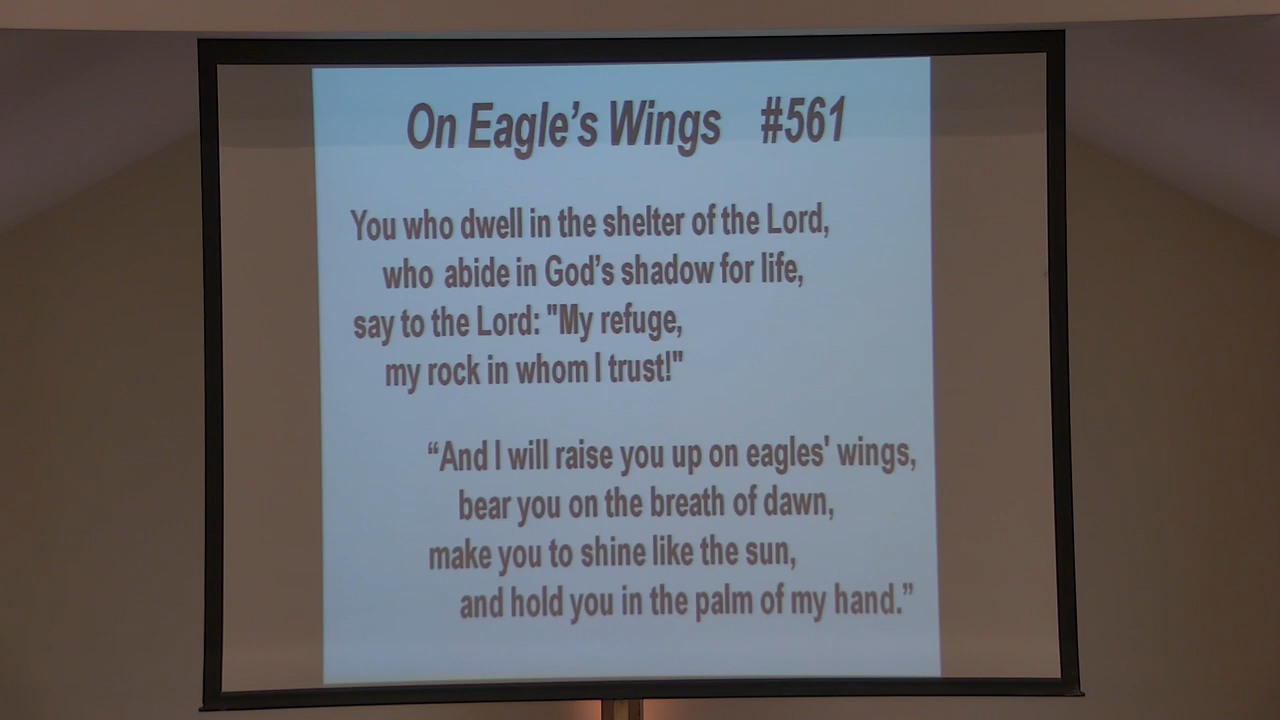 On Eagle’s Wings #561
You who dwell in the shelter of the Lord,
who abide in God’s shadow for life,
say to the Lord: "My refuge,
my rock in whom I trust!"
“And I will raise you up on eagles' wings,
bear you on the breath of dawn,
make you to shine like the sun,
and hold you in the palm of my hand.”